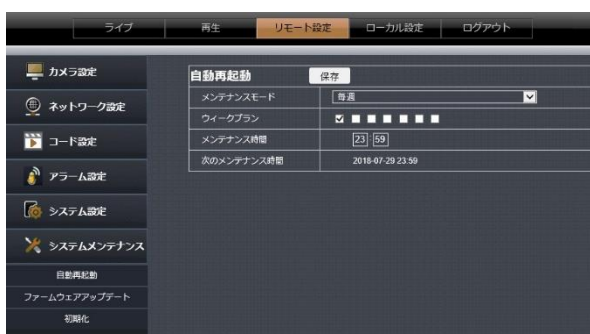 ライブ 再生 リモート設定 ローカル設定 ログアウト
カメラ設定
ネットワーク設定
コード設定
アラーム設定
システム設定
システムメンテナンス
自動再起動
ファームウェアアップデート
初期化
自動再起動 保存
メンテナンスモード 毎週
ウィークプラン
メンテナンス時間 23:59
次のメンテナンス時間 2018-07-29 23:59